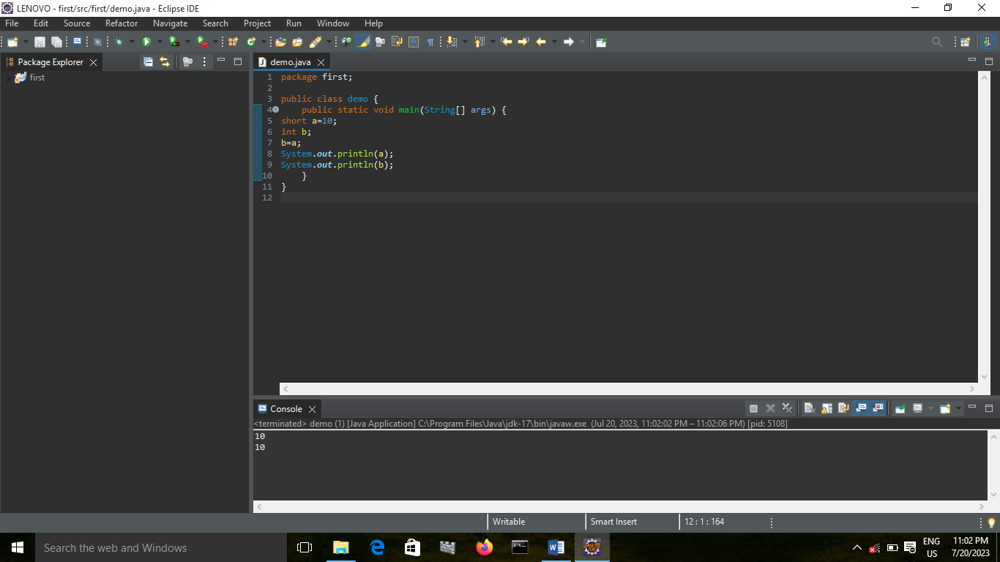 LENOVO - first/src/first/demo.java - Eclipse IDE
File Edit Source Refactor Navigate Search Project Run Window Help
Package Explorer
first
demo.java
1 package first;
2
3 public class demo {
4 public static void main(String[] args) {
5 short a=10;
6 int b;
7 b=a;
8 System.out.println(a);
9 System.out.println(b);
10 }
11 }
12
Console
<terminated> demo (1) [Java Application] C:\Program Files\Java\jdk-17\bin\javaw.exe (Jul 20, 2023, 11:02:02 PM – 11:02:06 PM) [pid: 5108]
10
10
Writable Smart Insert 12 : 1 : 164
Search the web and Windows
ENG
US
11:02 PM
7/20/2023